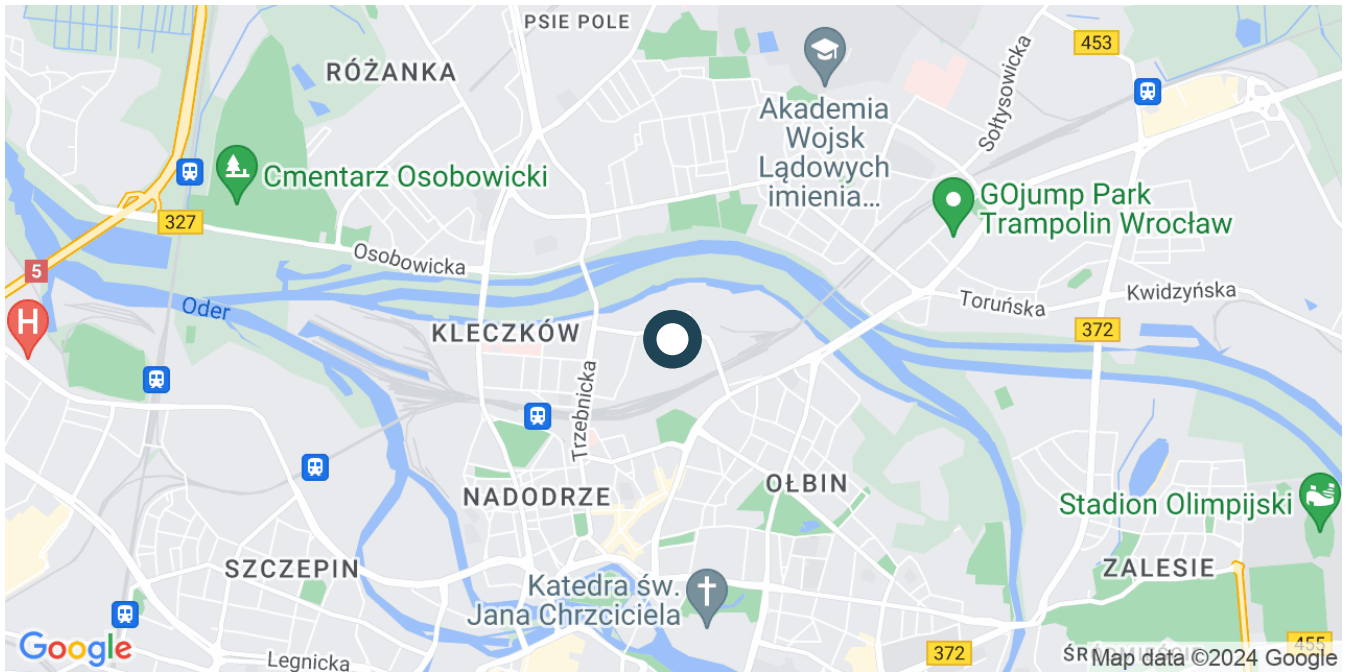 PSIE POLE
453
RÓŻANKA
Sołtysowicka
Akademia
Wojsk
Lądowych
imienia...
Cmentarz Osobowicki
GOjump Park
Trampolin Wrocław
327
Osobowicka
5
Oder
Toruńska
Kwidzyńska
H
KLECZKÓW
372
Trzebnicka
NADODRZE
OŁBIN
Stadion Olimpijski
SZCZEPIN
ZALESIE
Katedra św.
Jana Chrzciciela
Google
Legnicka
372
455
Map data ©2024 Google